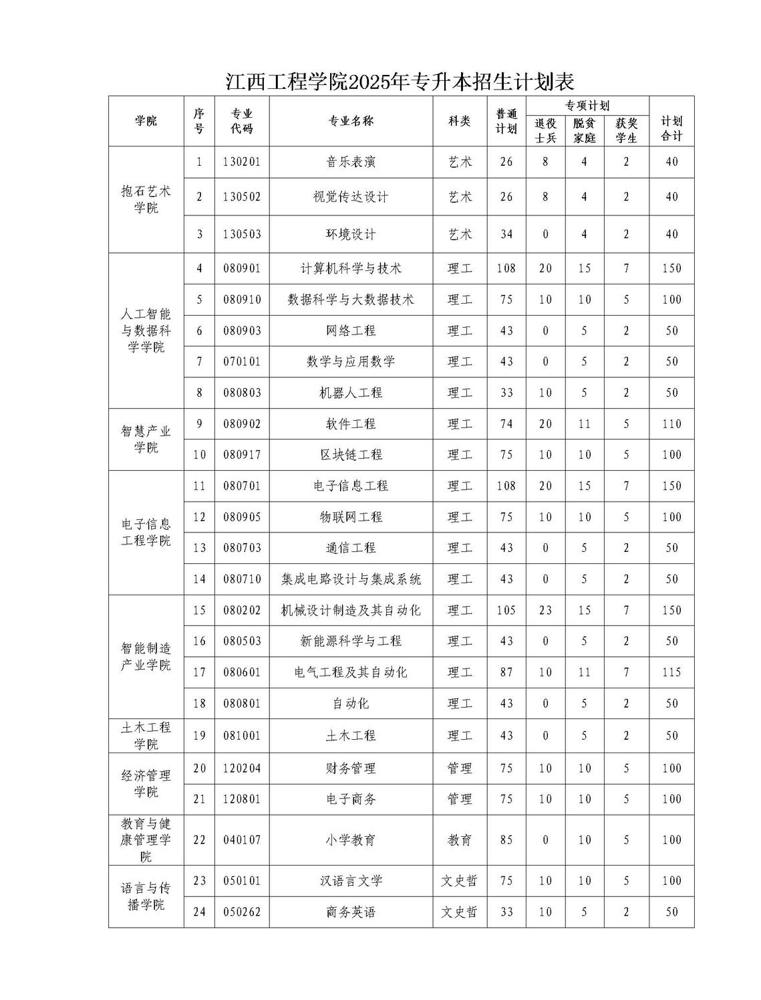 江西工程学院2025年专升本招生计划表
学院 序号 专业代码 专业名称 科类 普通计划 专项计划 计划合计
退役士兵 脱贫家庭 获奖学生
抱石艺术学院 1 130201 音乐表演 艺术 26 8 4 2 40
2 130502 视觉传达设计 艺术 26 8 4 2 40
3 130503 环境设计 艺术 34 0 4 2 40
人工智能与数据科学学院 4 080901 计算机科学与技术 理工 108 20 15 7 150
5 080910 数据科学与大数据技术 理工 75 10 10 5 100
6 080903 网络工程 理工 43 0 5 2 50
7 070101 数学与应用数学 理工 43 0 5 2 50
8 080803 机器人工程 理工 33 10 5 2 50
智慧产业学院 9 080902 软件工程 理工 74 20 11 5 110
10 080917 区块链工程 理工 75 10 10 5 100
电子信息工程学院 11 080701 电子信息工程 理工 108 20 15 7 150
12 080905 物联网工程 理工 75 10 10 5 100
13 080703 通信工程 理工 43 0 5 2 50
14 080710 集成电路设计与集成系统 理工 43 0 5 2 50
智能制造产业学院 15 080202 机械设计制造及其自动化 理工 105 23 15 7 150
16 080503 新能源科学与工程 理工 43 0 5 2 50
17 080601 电气工程及其自动化 理工 87 10 11 7 115
18 080801 自动化 理工 43 0 5 2 50
土木工程学院 19 081001 土木工程 理工 43 0 5 2 50
经济管理学院 20 120204 财务管理 管理 75 10 10 5 100
21 120801 电子商务 管理 75 10 10 5 100
教育与健康管理学院 22 040107 小学教育 教育 85 0 10 5 100
语言与传播学院 23 050101 汉语言文学 文史哲 75 10 10 5 100
24 050262 商务英语 文史哲 33 10 5 2 50